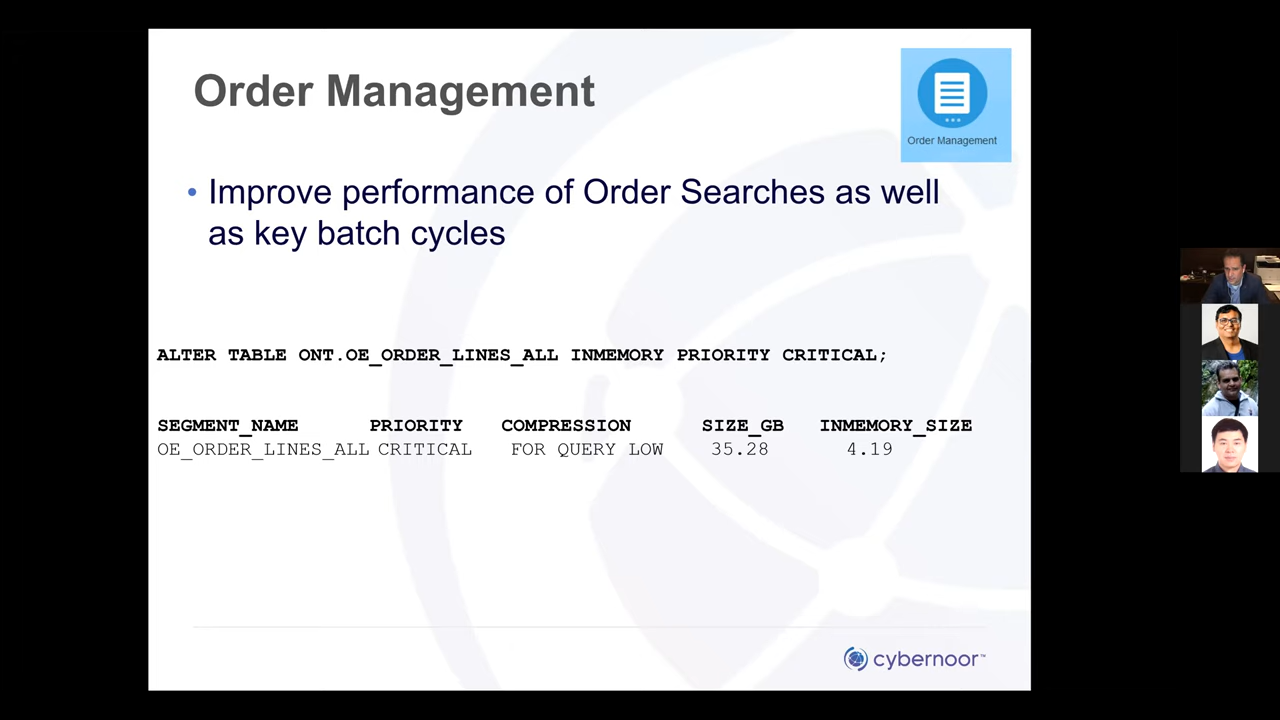 Order Management
Order Management
• Improve performance of Order Searches as well
as key batch cycles
ALTER TABLE ONT.OE_ORDER_LINES_ALL INMEMORY PRIORITY CRITICAL;
SEGMENT_NAME PRIORITY COMPRESSION SIZE_GB INMEMORY_SIZE
OE_ORDER_LINES_ALL CRITICAL FOR QUERY LOW 35.28 4.19
cybernoor™